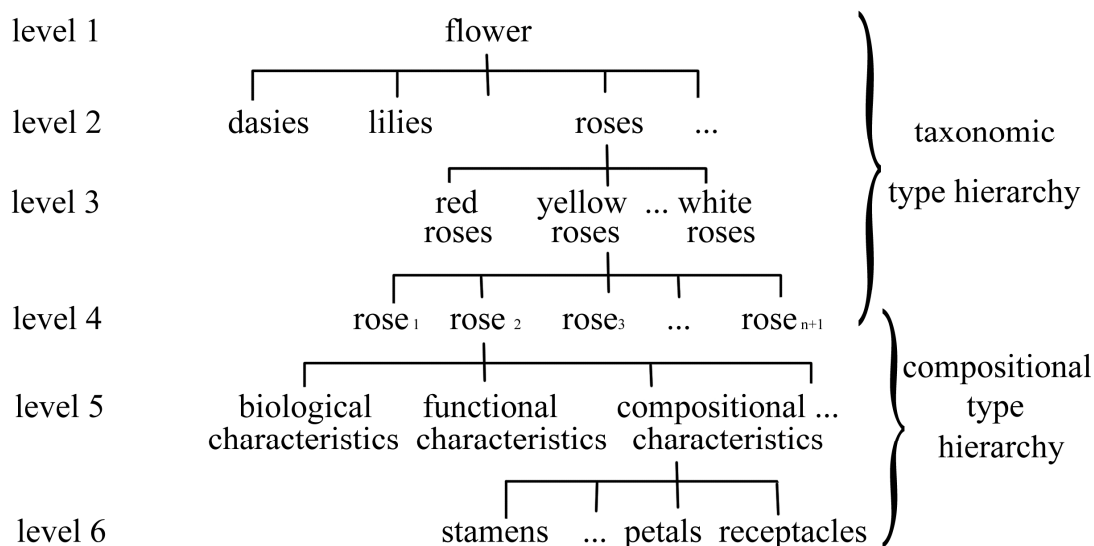 level 1 flower
level 2 dasies lilies roses ...
taxonomic
type hierarchy
level 3 red yellow ... white
roses roses roses
level 4 rose 1 rose 2 rose3 ... rose n+1
compositional
type
hierarchy
level 5 biological functional compositional ...
characteristics characteristics characteristics
level 6 stamens ... petals receptacles